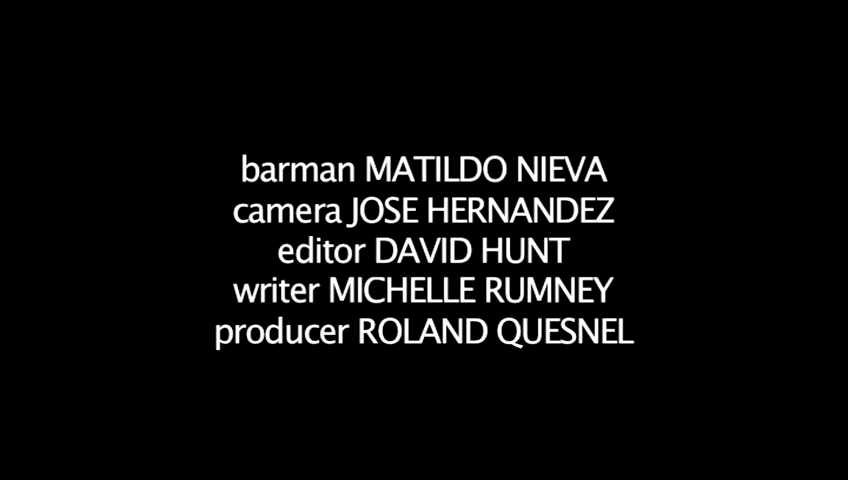 barman MATILDO NIEVA
camera JOSE HERNANDEZ
editor DAVID HUNT
writer MICHELLE RUMNEY
producer ROLAND QUESNEL